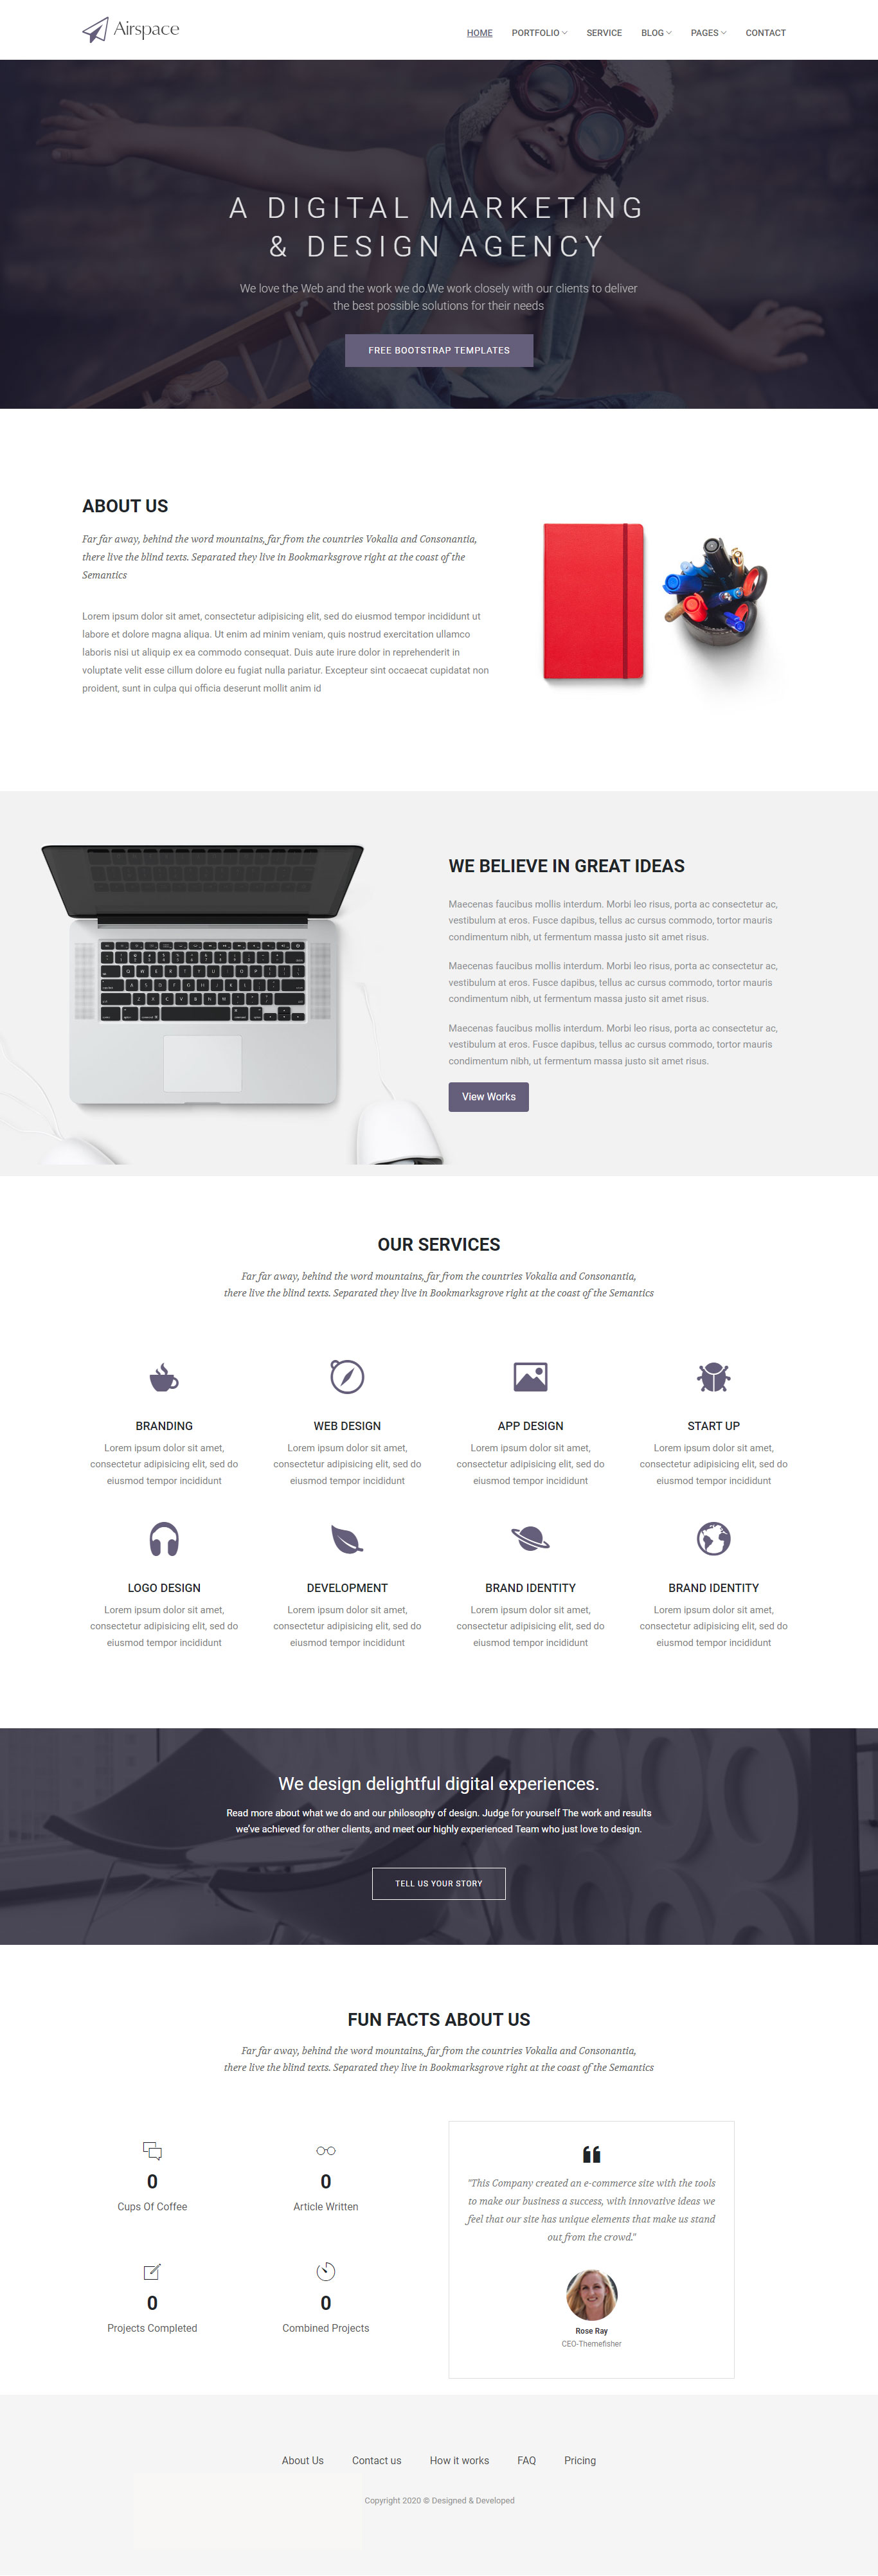 Airspace
HOME PORTFOLIO SERVICE BLOG PAGES CONTACT
A DIGITAL MARKETING
& DESIGN AGENCY
We love the Web and the work we do.We work closely with our clients to deliver
the best possible solutions for their needs
FREE BOOTSTRAP TEMPLATES
ABOUT US
Far far away, behind the word mountains, far from the countries Vokalia and Consonantia,
there live the blind texts. Separated they live in Bookmarksgrove right at the coast of the
Semantics
Lorem ipsum dolor sit amet, consectetur adipisicing elit, sed do eiusmod tempor incididunt ut
labore et dolore magna aliqua. Ut enim ad minim veniam, quis nostrud exercitation ullamco
laboris nisi ut aliquip ex ea commodo consequat. Duis aute irure dolor in reprehenderit in
voluptate velit esse cillum dolore eu fugiat nulla pariatur. Excepteur sint occaecat cupidatat non
proident, sunt in culpa qui officia deserunt mollit anim id
WE BELIEVE IN GREAT IDEAS
Maecenas faucibus mollis interdum. Morbi leo risus, porta ac consectetur ac,
vestibulum at eros. Fusce dapibus, tellus ac cursus commodo, tortor mauris
condimentum nibh, ut fermentum massa justo sit amet risus.
Maecenas faucibus mollis interdum. Morbi leo risus, porta ac consectetur ac,
vestibulum at eros. Fusce dapibus, tellus ac cursus commodo, tortor mauris
condimentum nibh, ut fermentum massa justo sit amet risus.
Maecenas faucibus mollis interdum. Morbi leo risus, porta ac consectetur ac,
vestibulum at eros. Fusce dapibus, tellus ac cursus commodo, tortor mauris
condimentum nibh, ut fermentum massa justo sit amet risus.
View Works
OUR SERVICES
Far far away, behind the word mountains, far from the countries Vokalia and Consonantia,
there live the blind texts. Separated they live in Bookmarksgrove right at the coast of the Semantics
BRANDING
Lorem ipsum dolor sit amet,
consectetur adipisicing elit, sed do
eiusmod tempor incididunt
WEB DESIGN
Lorem ipsum dolor sit amet,
consectetur adipisicing elit, sed do
eiusmod tempor incididunt
APP DESIGN
Lorem ipsum dolor sit amet,
consectetur adipisicing elit, sed do
eiusmod tempor incididunt
START UP
Lorem ipsum dolor sit amet,
consectetur adipisicing elit, sed do
eiusmod tempor incididunt
LOGO DESIGN
Lorem ipsum dolor sit amet,
consectetur adipisicing elit, sed do
eiusmod tempor incididunt
DEVELOPMENT
Lorem ipsum dolor sit amet,
consectetur adipisicing elit, sed do
eiusmod tempor incididunt
BRAND IDENTITY
Lorem ipsum dolor sit amet,
consectetur adipisicing elit, sed do
eiusmod tempor incididunt
BRAND IDENTITY
Lorem ipsum dolor sit amet,
consectetur adipisicing elit, sed do
eiusmod tempor incididunt
We design delightful digital experiences.
Read more about what we do and our philosophy of design. Judge for yourself The work and results
we've achieved for other clients, and meet our highly experienced Team who just love to design.
TELL US YOUR STORY
FUN FACTS ABOUT US
Far far away, behind the word mountains, far from the countries Vokalia and Consonantia,
there live the blind texts. Separated they live in Bookmarksgrove right at the coast of the Semantics
0
Cups Of Coffee
0
Article Written
0
Projects Completed
0
Combined Projects
"This Company created an e-commerce site with the tools
to make our business a success, with innovative ideas we
feel that our site has unique elements that make us stand
out from the crowd."
Rose Ray
CEO-Themefisher
About Us Contact us How it works FAQ Pricing
Copyright 2020 © Designed & Developed